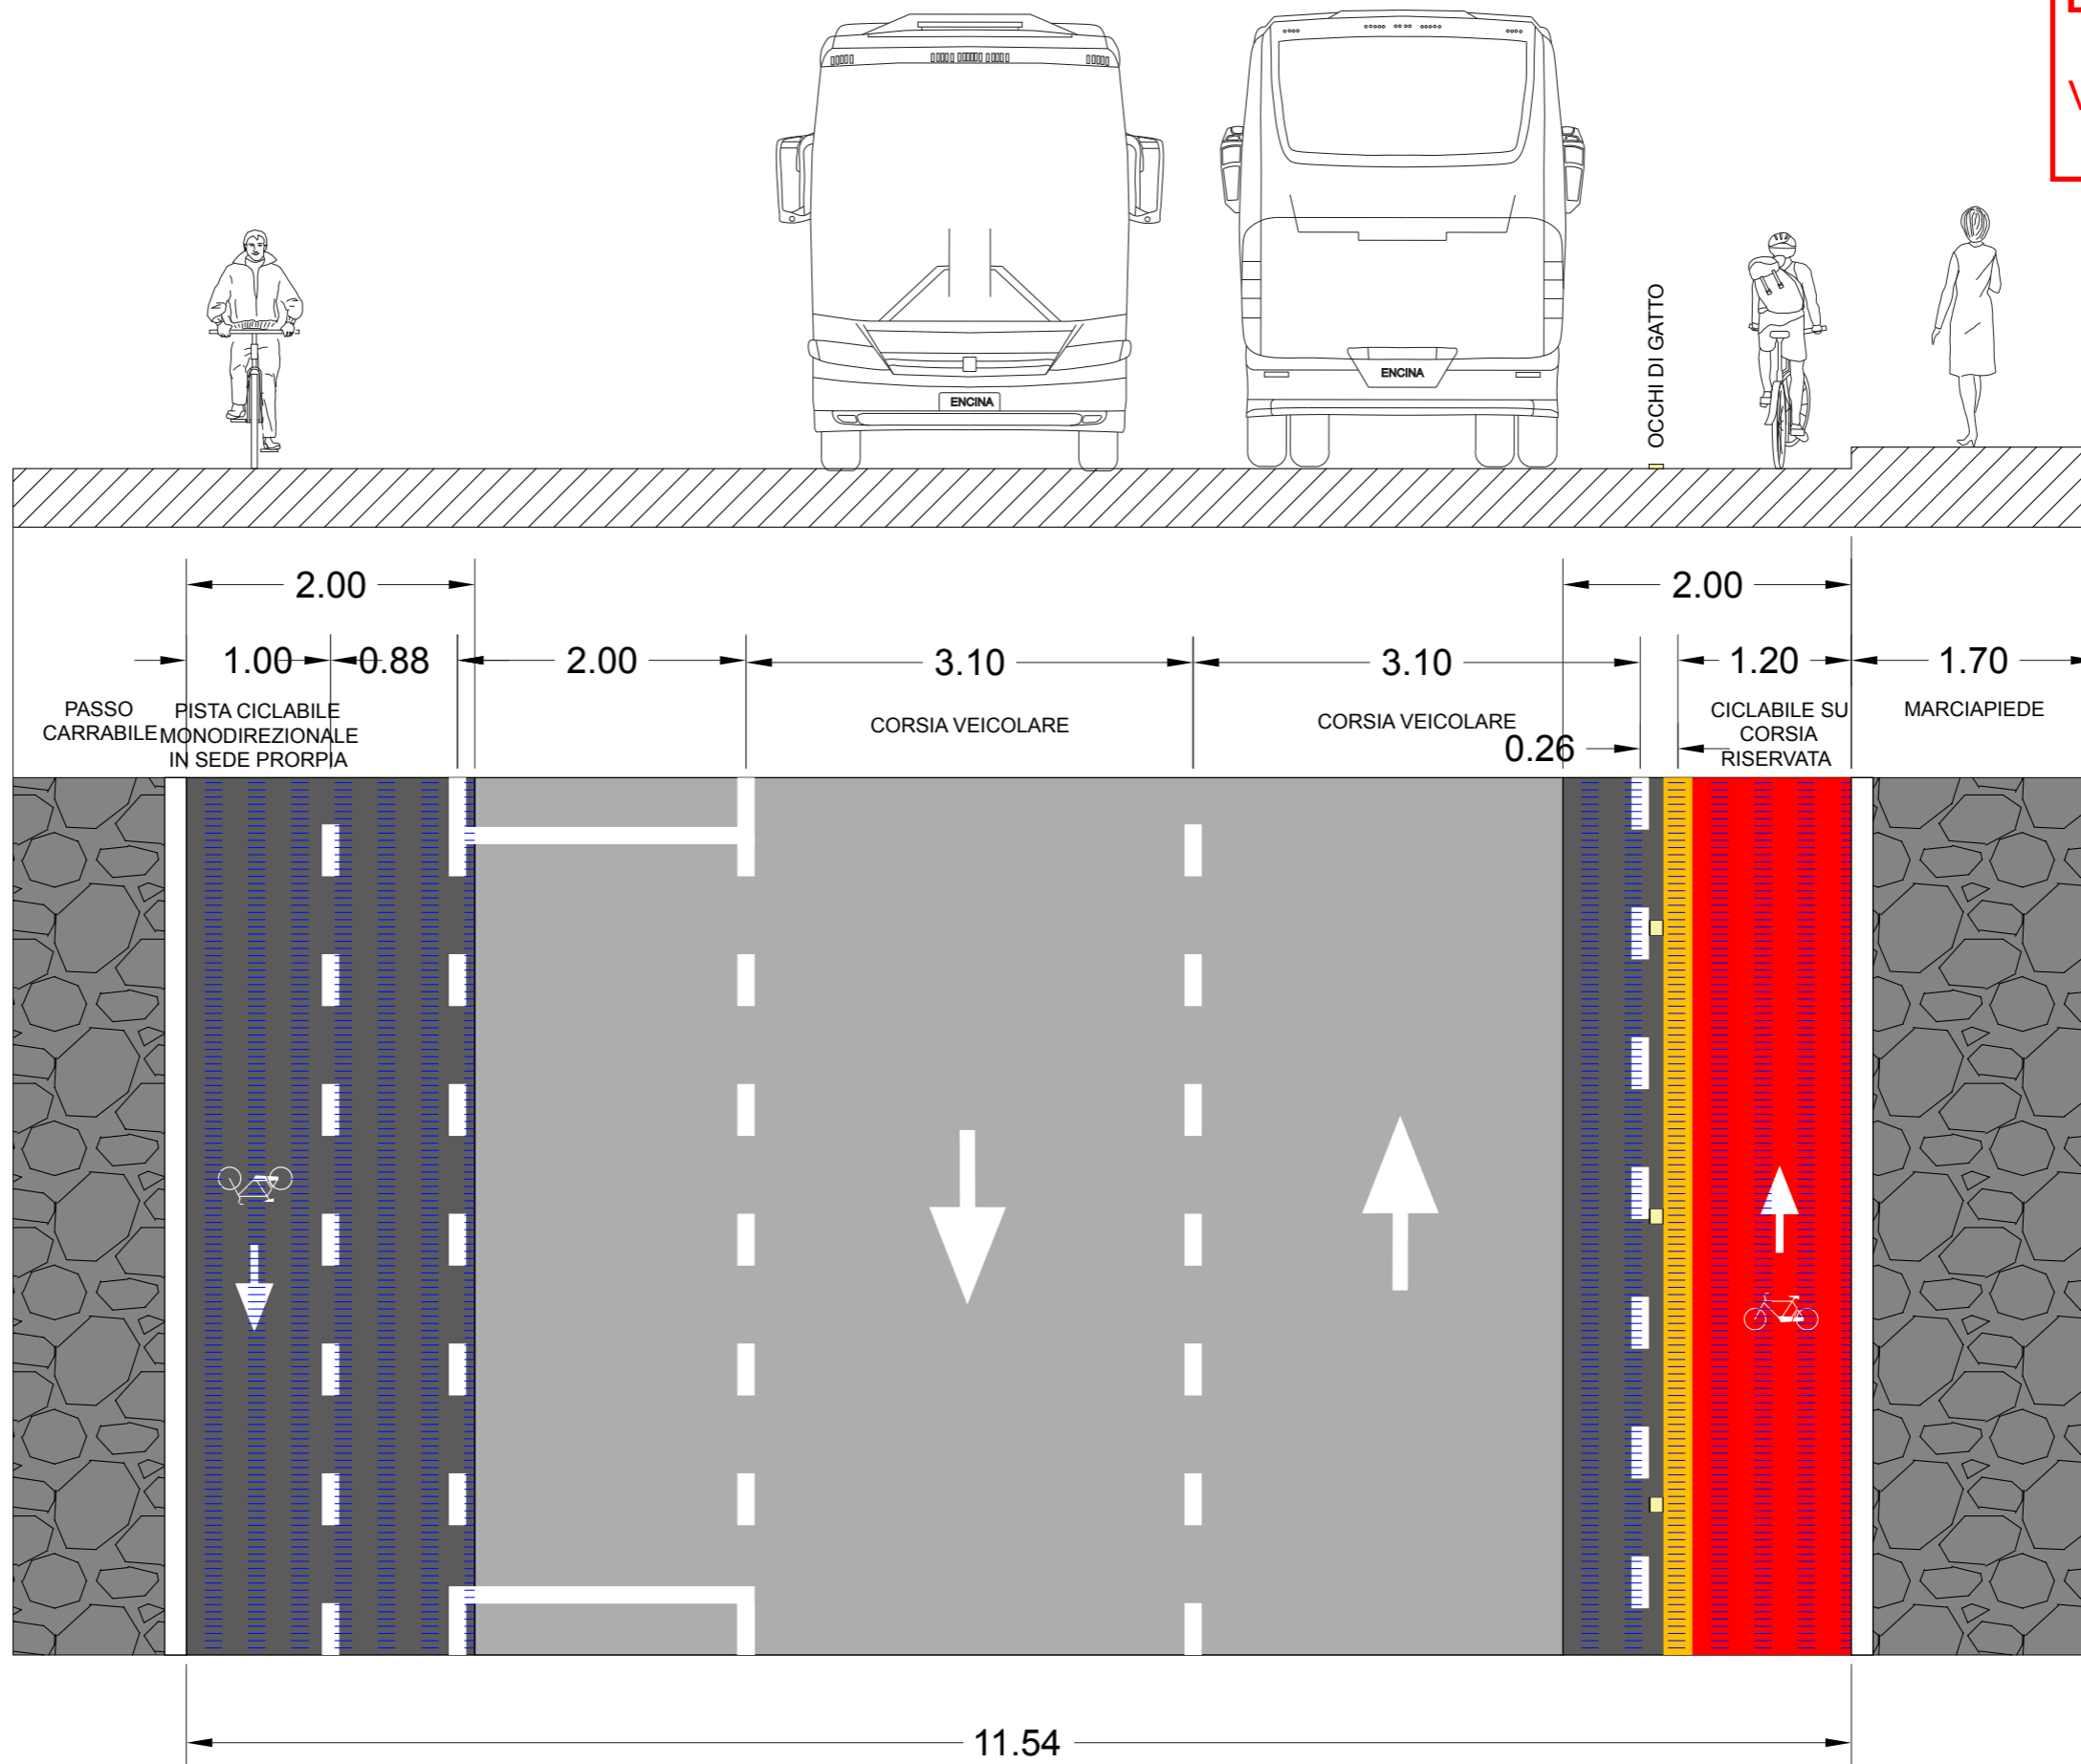 ENCINA
ENCINA
OCCHI DI GATTO
2.00
2.00
1.00
0.88
2.00
3.10
3.10
1.20
1.70
PASSO
CARRABILE
PISTA CICLABILE
MONODIREZIONALE
IN SEDE PRORPIA
CORSIA VEICOLARE
CORSIA VEICOLARE
0.26
CICLABILE SU
CORSIA
RISERVATA
MARCIAPIEDE
11.54